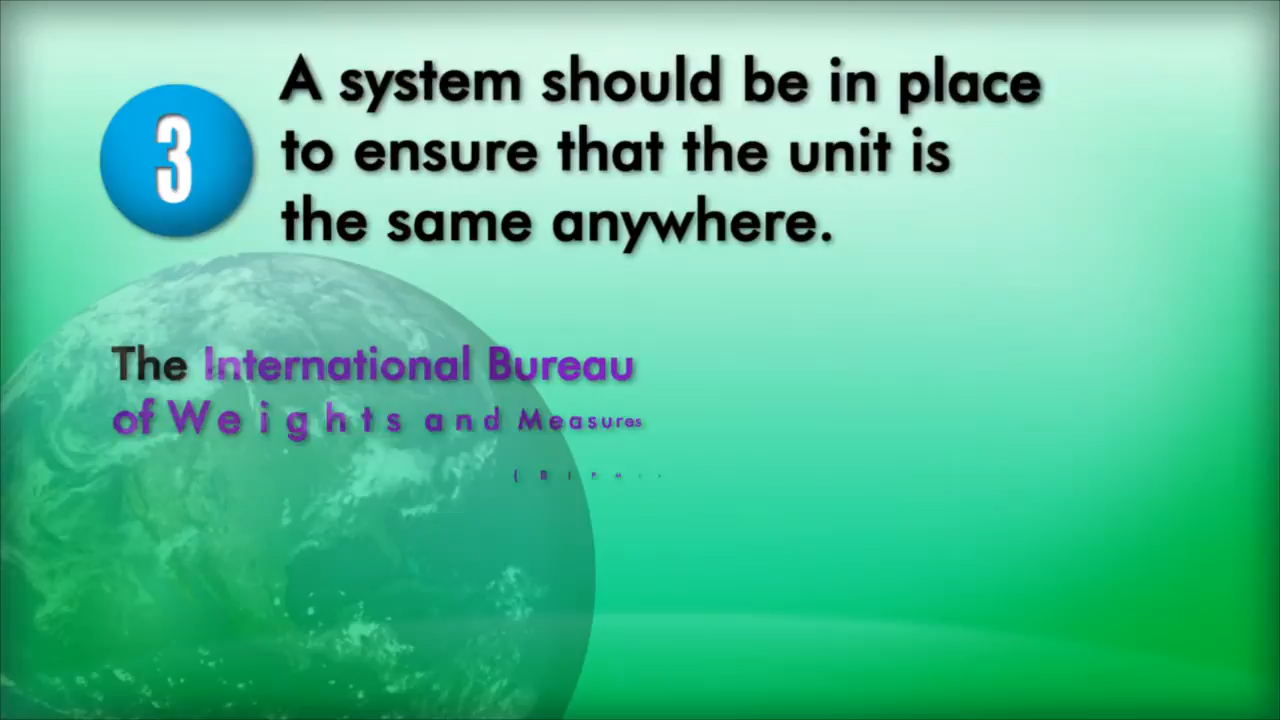 3
A system should be in place
to ensure that the unit is
the same anywhere.
The International Bureau
of Weights and Measures